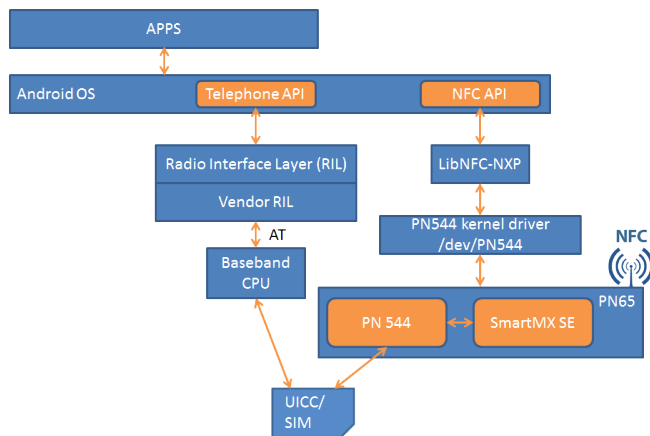 APPS
Android OS
Telephone API
NFC API
Radio Interface Layer (RIL)
LibNFC-NXP
Vendor RIL
PN544 kernel driver
/dev/PN544
AT
NFC
Baseband
CPU
PN65
PN 544
SmartMX SE
UICC/
SIM